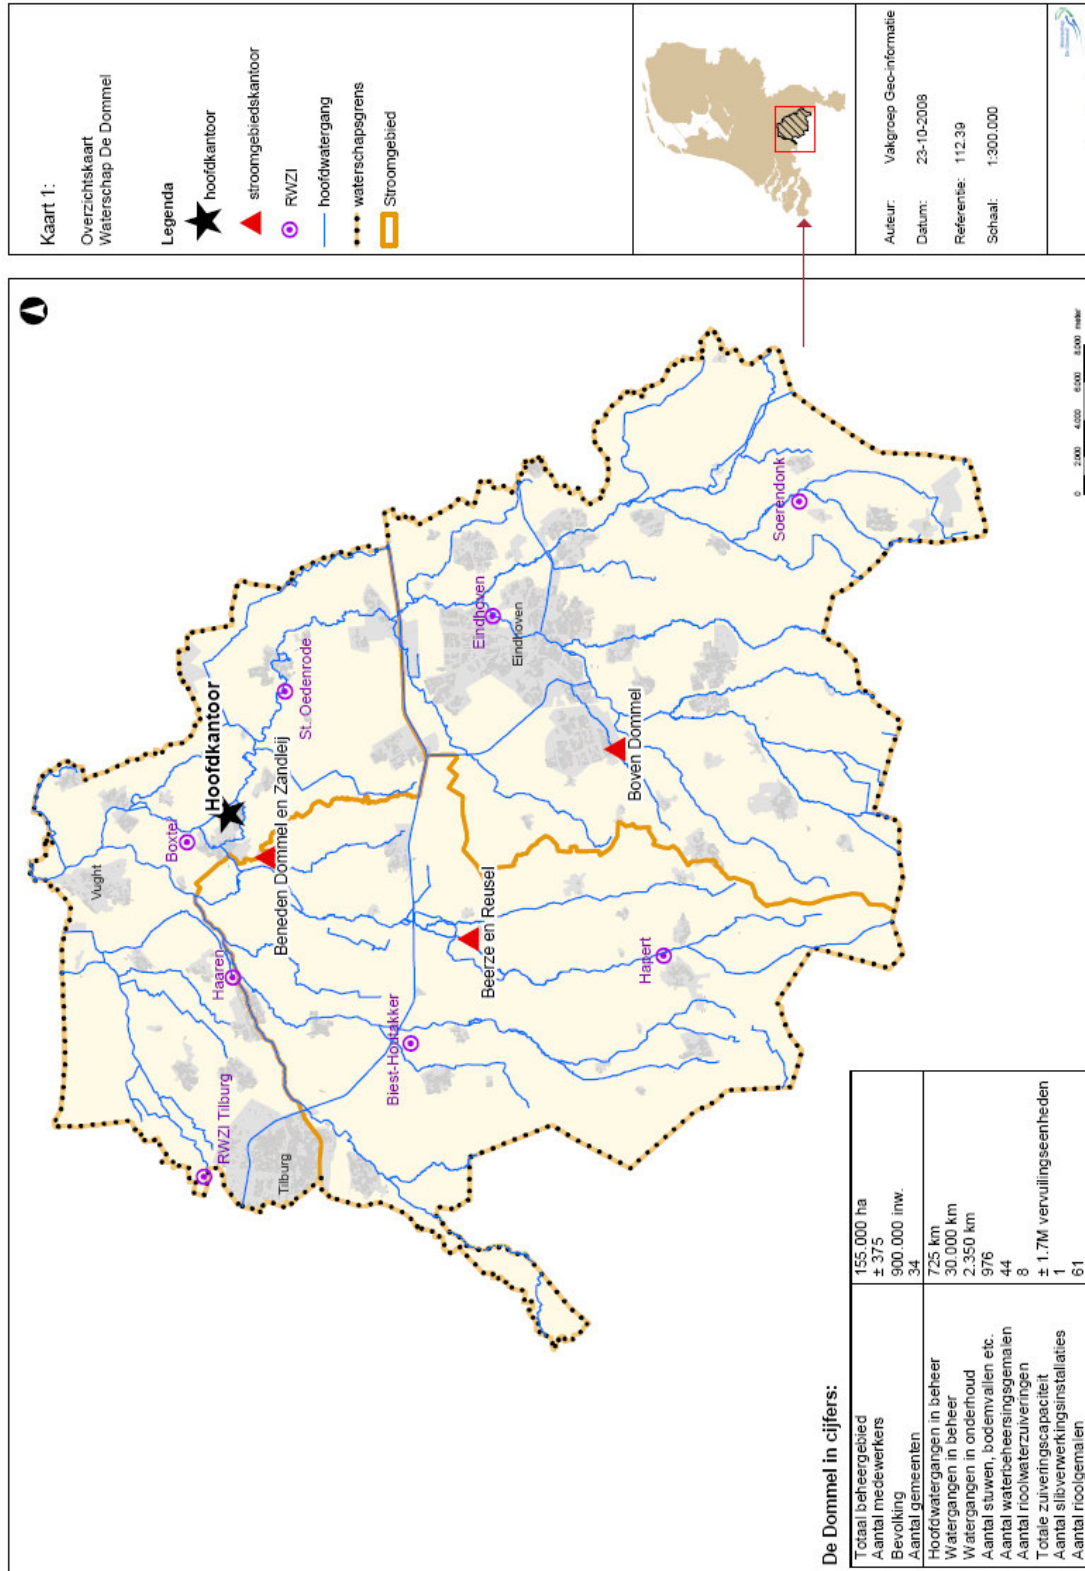 Kaart 1:
Overzichtskaart
Waterschap De Dommel
Legenda
hoofdkantoor
stroomgebiedskantoor
RWZI
hoofdwatergang
waterschapsgrens
Stroomgebied
Auteur: Vakgroep Geo-informatie
Datum: 23-10-2008
Referentie: 112.39
Schaal: 1:300.000
Vught
Boxtel
Hoofdkantoor
Beneden Dommel en Zandleij
St. Oedenrode
Haaren
RWZI Tilburg
Tilburg
Biest-Houtakker
Beerze en Reusel
Eindhoven
Eindhoven
Boven Dommel
Hapert
Soerendonk
0 2.000 4.000 6.000 8.000 meter
De Dommel in cijfers:
Totaal beheergebied 155.000 ha
Aantal medewerkers ± 375
Bevolking 900.000 inw.
Aantal gemeenten 34
Hoofdwatergangen in beheer 725 km
Watergangen in beheer 30.000 km
Watergangen in onderhoud 2.350 km
Aantal stuwen, bodemvallen etc. 976
Aantal waterbeheersingsgemalen 44
Aantal rioolwaterzuiveringen 8
Totale zuiveringscapaciteit ± 1.7M vervuilingseenheden
Aantal slibverwerkingsinstallaties 1
Aantal rioolgemalen 61